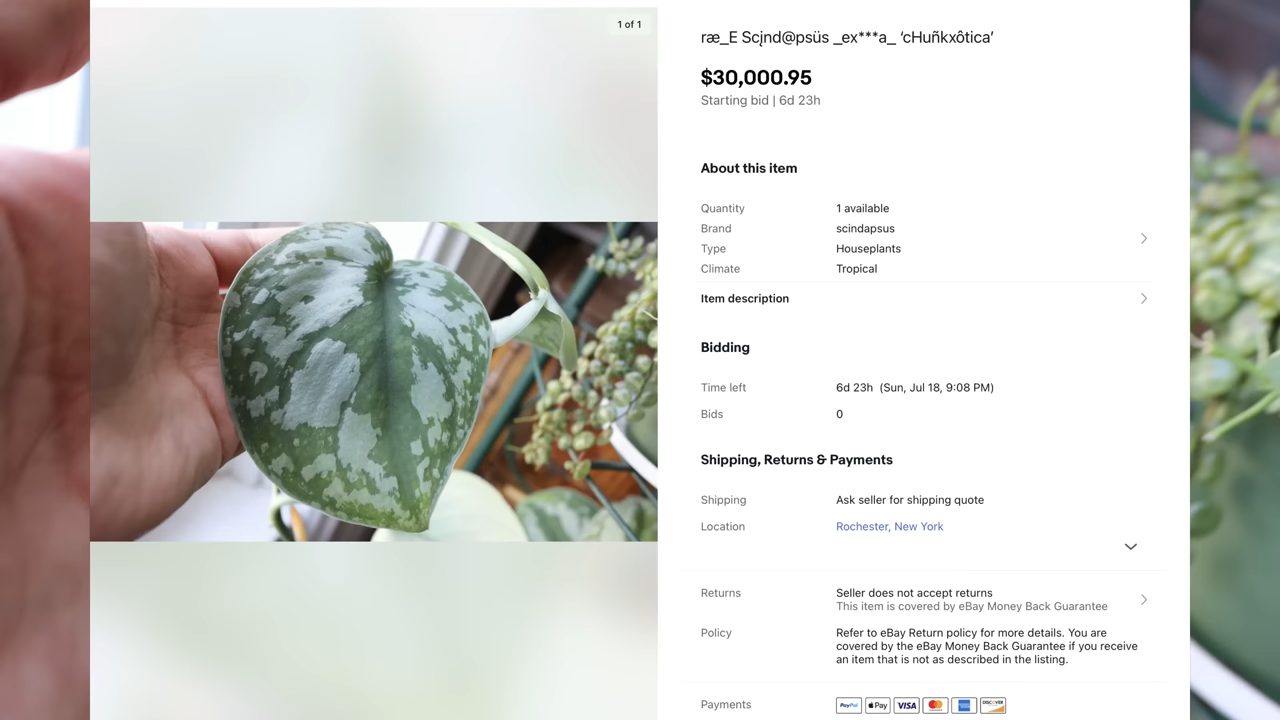 1 of 1
ræ_E Scįnd@psüs _ex***a_ ‘cHuñkxôtica’
$30,000.95
Starting bid | 6d 23h
About this item
Quantity 1 available
Brand scindapsus
Type Houseplants
Climate Tropical
Item description
Bidding
Time left 6d 23h (Sun, Jul 18, 9:08 PM)
Bids 0
Shipping, Returns & Payments
Shipping Ask seller for shipping quote
Location Rochester, New York
Returns Seller does not accept returns
This item is covered by eBay Money Back Guarantee
Policy Refer to eBay Return policy for more details. You are
covered by the eBay Money Back Guarantee if you receive
an item that is not as described in the listing.
Payments PayPal Pay VISA DISCOVER